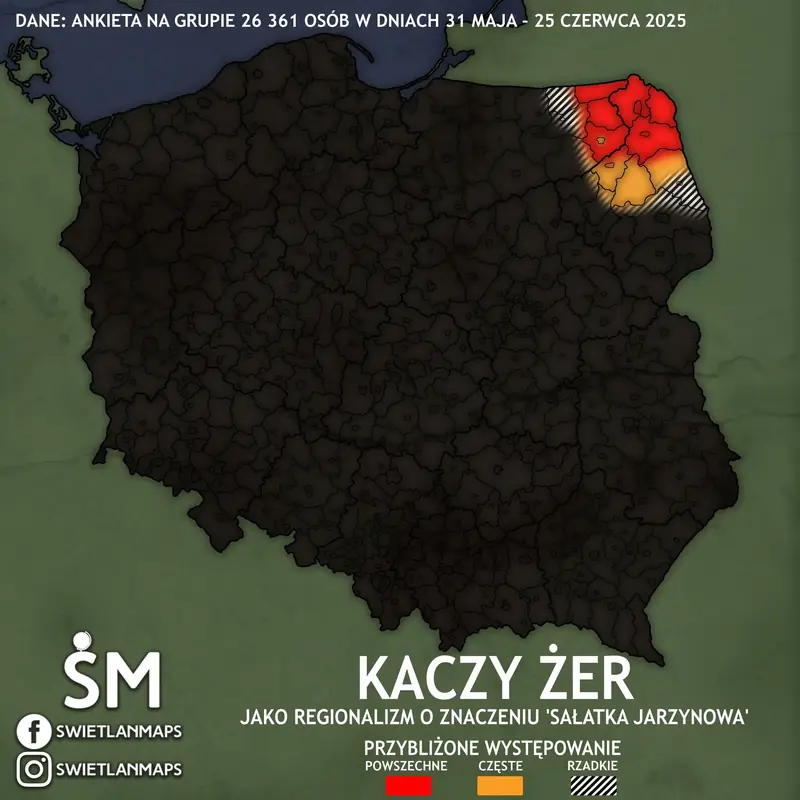 DANE: ANKIETA NA GRUPIE 26 361 OSÓB W DNIACH 31 MAJA - 25 CZERWCA 2025
ŚM
SWIETLANMAPS
SWIETLANMAPS
KACZY ŻER
JAKO REGIONALIZM O ZNACZENIU 'SAŁATKA JARZYNOWA'
PRZYBLIŻONE WYSTĘPOWANIE
POWSZECHNE CZĘSTE RZADKIE